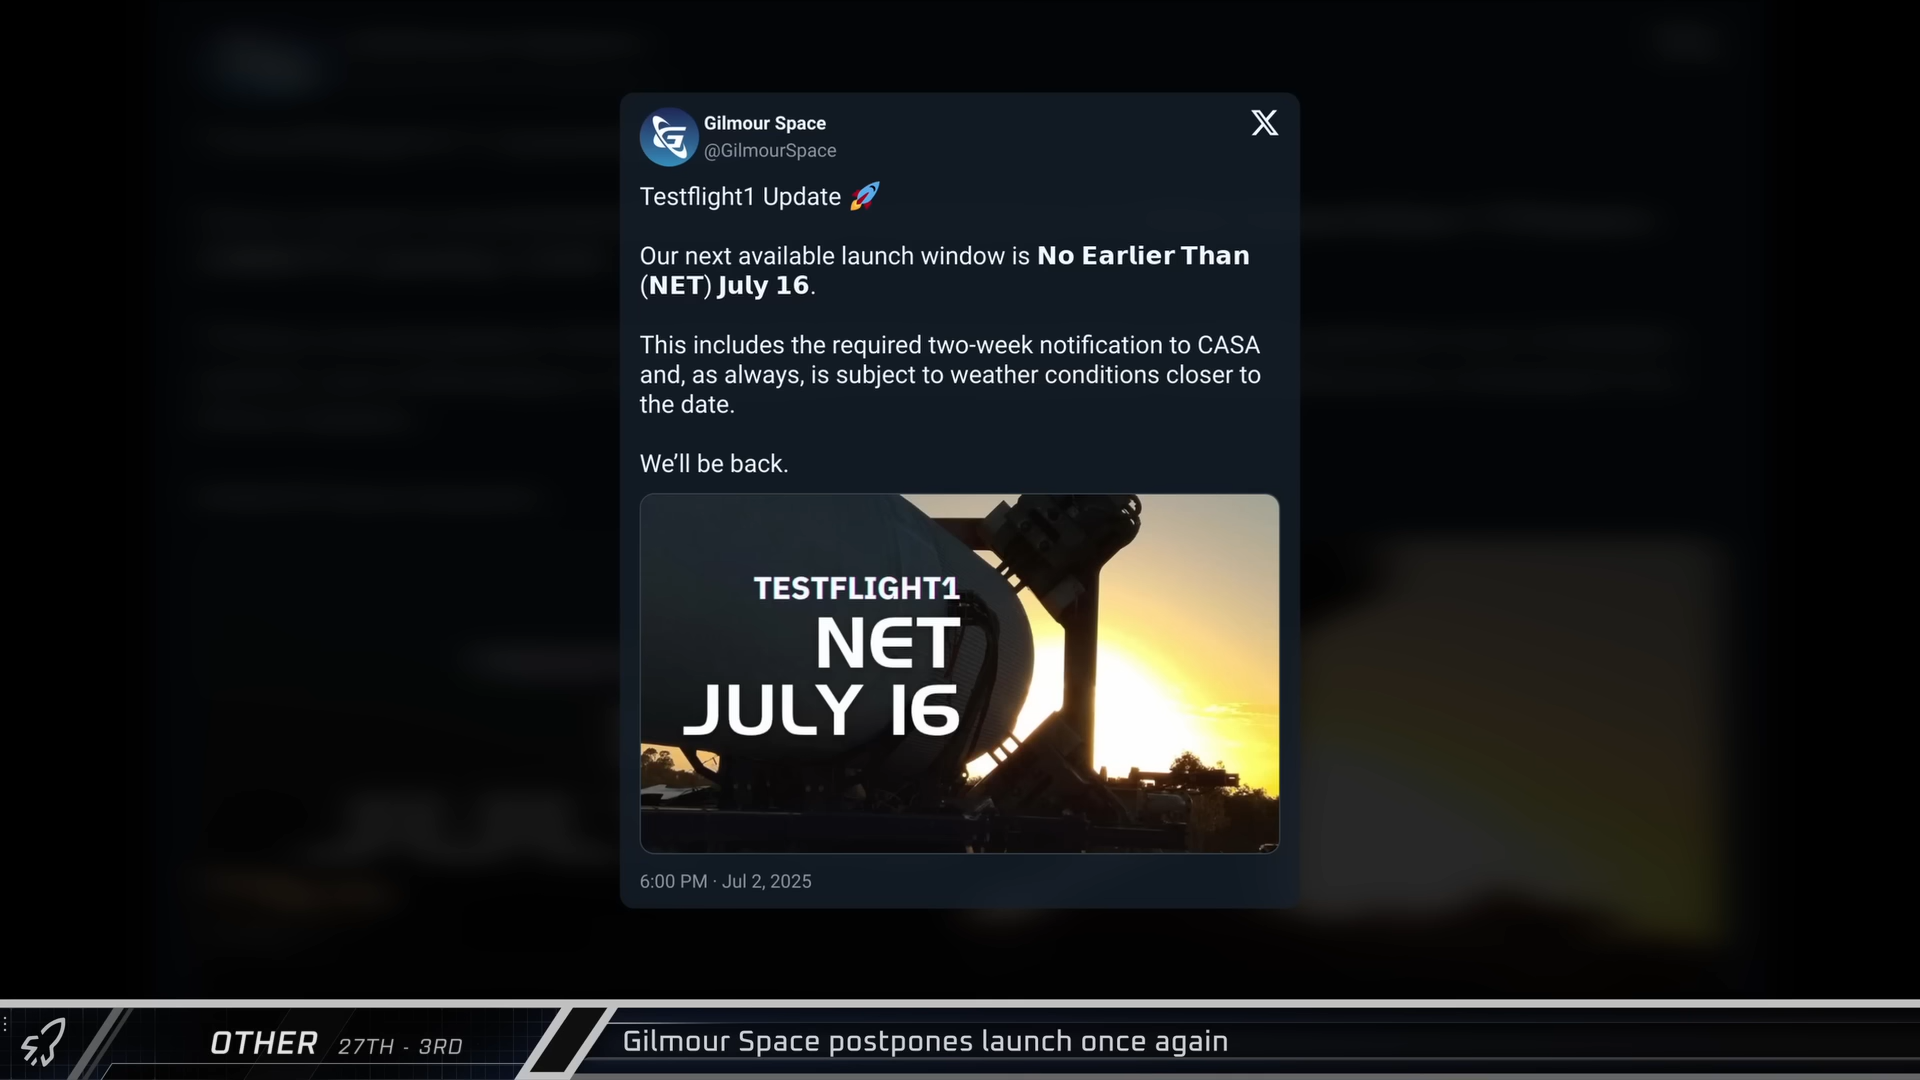 Gilmour Space
@GilmourSpace
Testflight1 Update 🚀
Our next available launch window is No Earlier Than
(NET) July 16.
This includes the required two-week notification to CASA
and, as always, is subject to weather conditions closer to
the date.
We’ll be back.
TESTFLIGHT1
NET
JULY 16
6:00 PM · Jul 2, 2025
OTHER 27TH - 3RD
Gilmour Space postpones launch once again